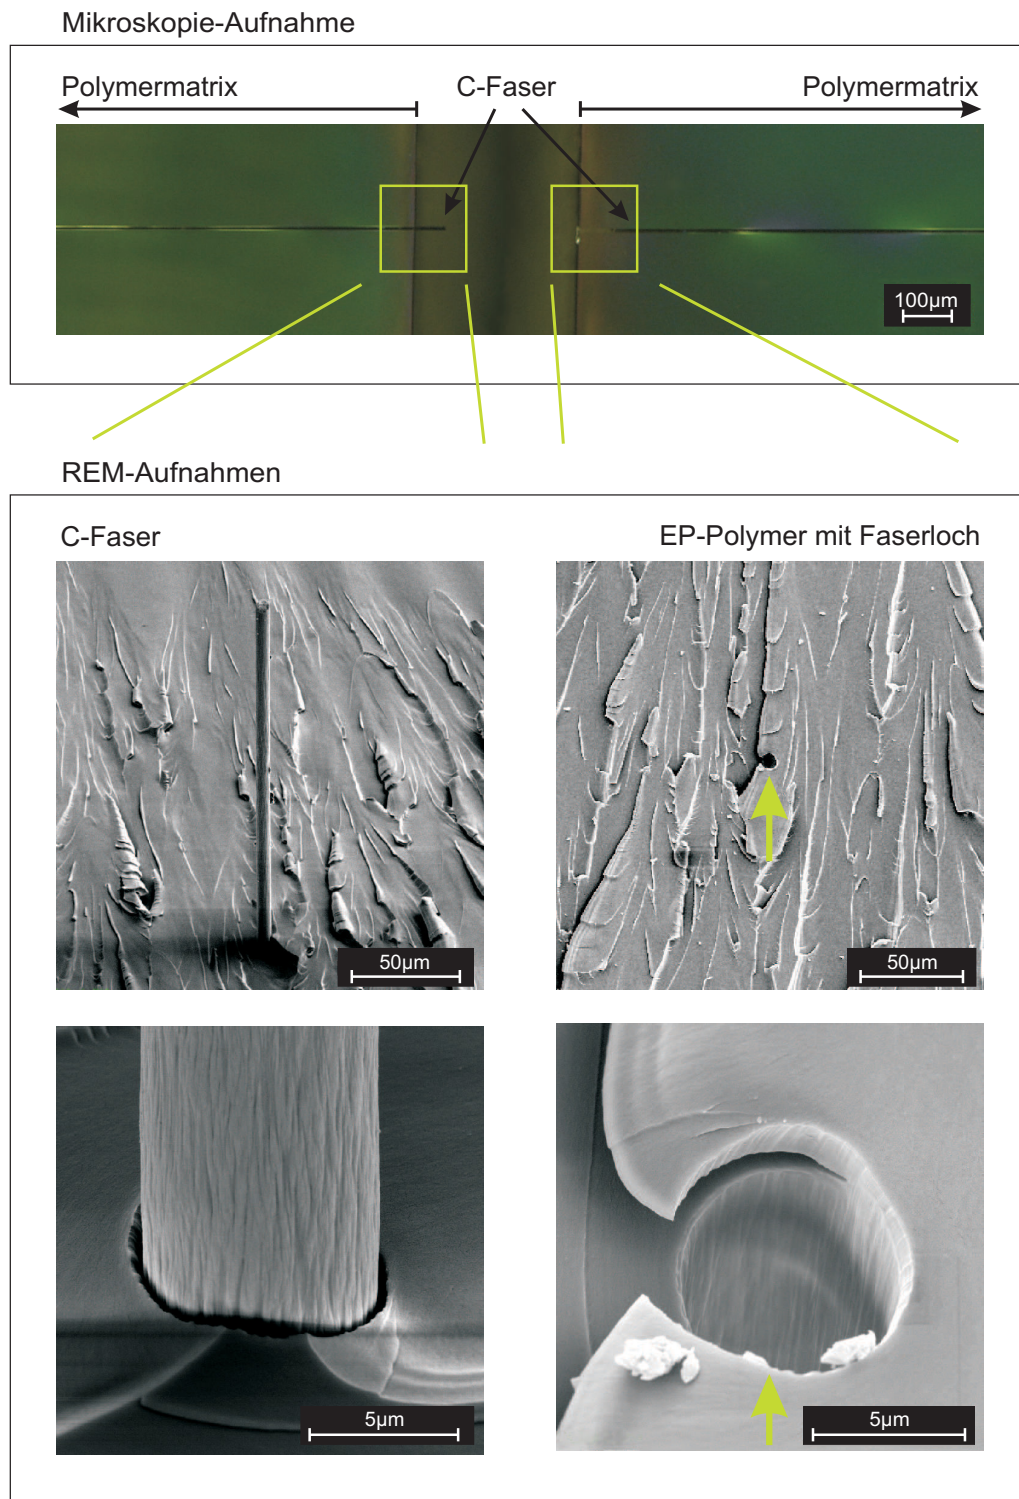 Mikroskopie-Aufnahme
Polymermatrix
C-Faser
Polymermatrix
100µm
REM-Aufnahmen
C-Faser
EP-Polymer mit Faserloch
50µm
50µm
5µm
5µm